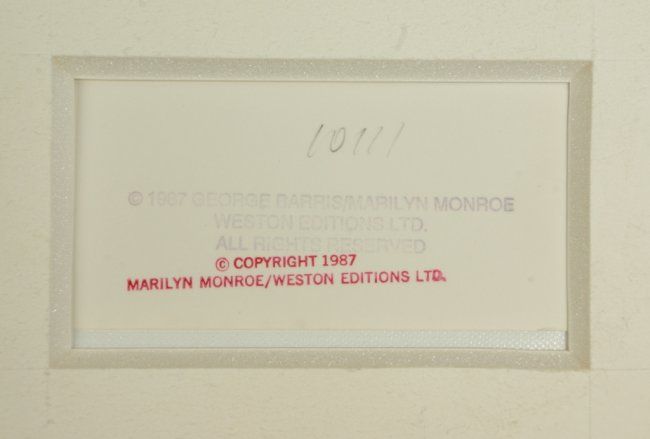 10111
© 1987 GEORGE BARRIS/MARILYN MONROE
WESTON EDITIONS LTD.
ALL RIGHTS RESERVED
© COPYRIGHT 1987
MARILYN MONROE/WESTON EDITIONS LTD.